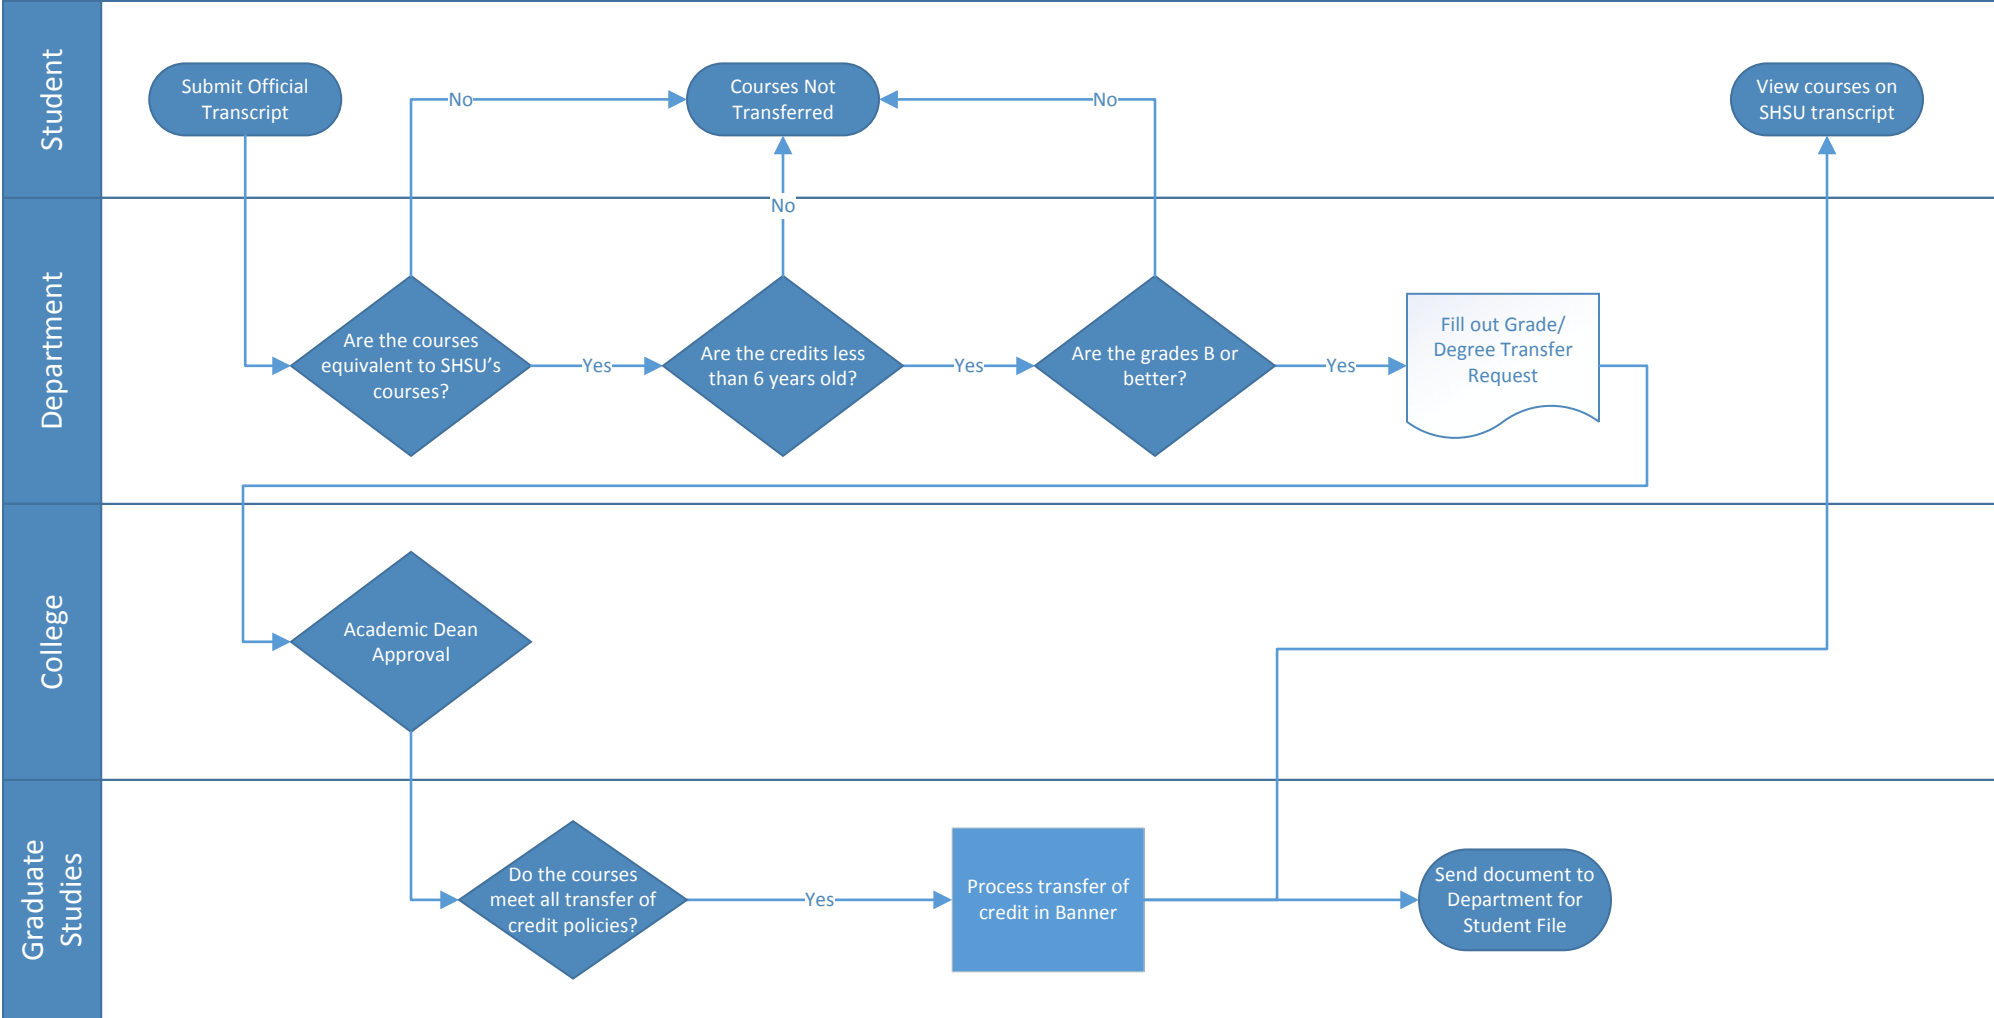 Student
Submit Official
Transcript
No
Courses Not
Transferred
No
View courses on
SHSU transcript
No
Department
Are the courses
equivalent to SHSU’s
courses?
Yes
Are the credits less
than 6 years old?
Yes
Are the grades B or
better?
Yes
Fill out Grade/
Degree Transfer
Request
College
Academic Dean
Approval
Graduate
Studies
Do the courses
meet all transfer of
credit policies?
Yes
Process transfer of
credit in Banner
Send document to
Department for
Student File